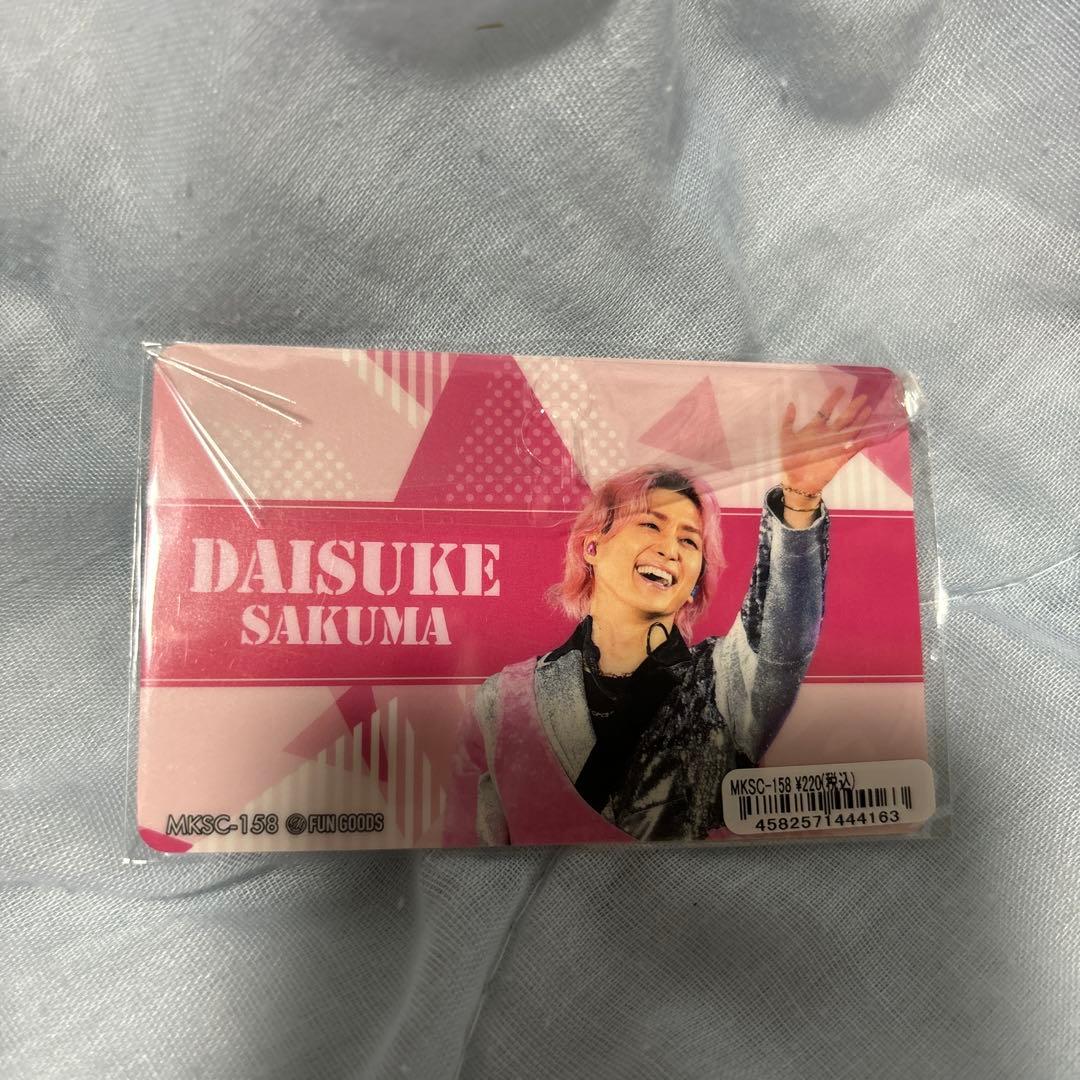 DAISUKE
SAKUMA
MKSC-158 FUN GOODS
MKSC-158 ¥220(税込)
4582571444163